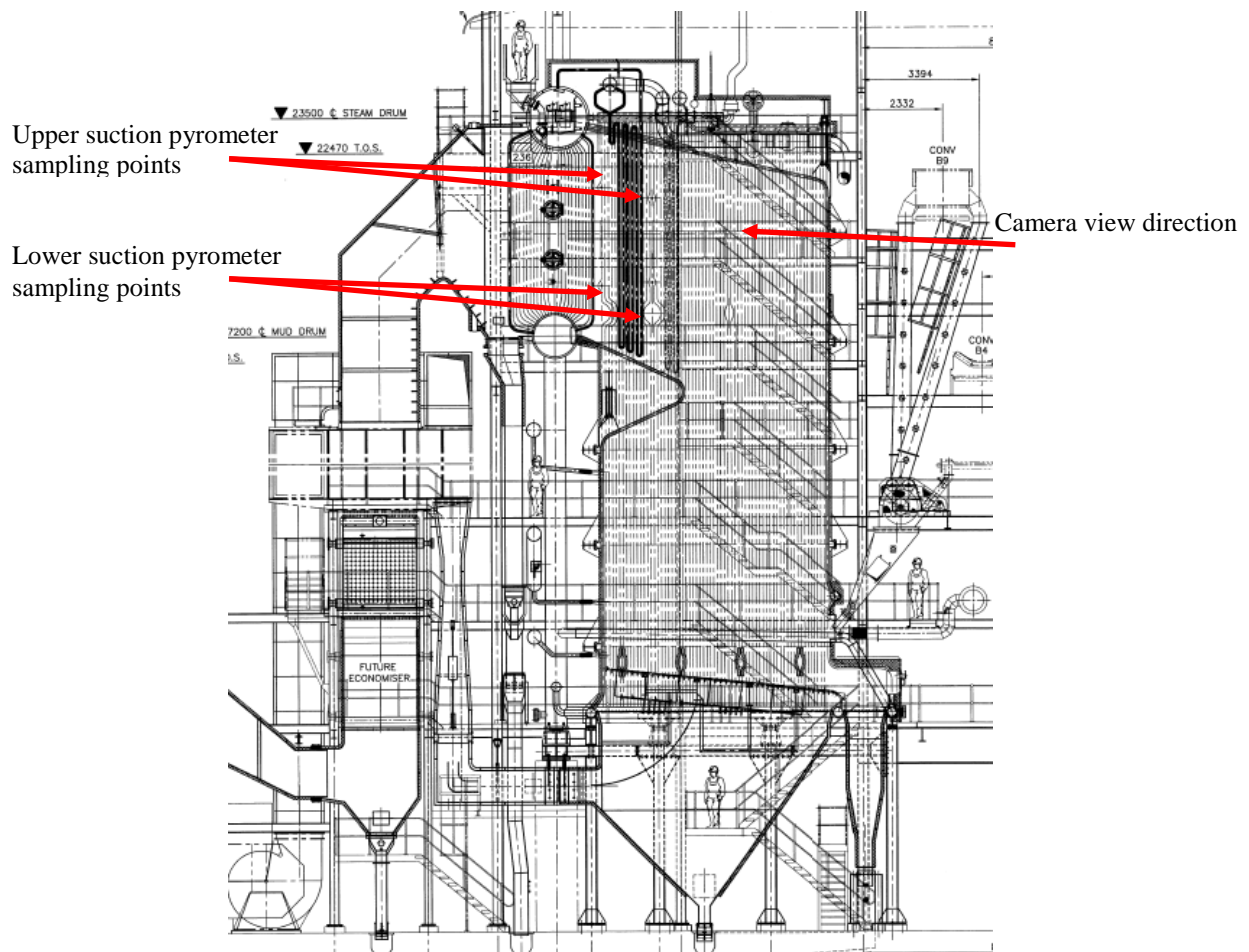 3394
2332
▼ 23500 ℄ STEAM DRUM
Upper suction pyrometer
sampling points
▼ 22470 T.O.S.
236
CONV
B9
Camera view direction
Lower suction pyrometer
sampling points
7200 ℄ MUD DRUM
CONV
B4
FUTURE
ECONOMISER